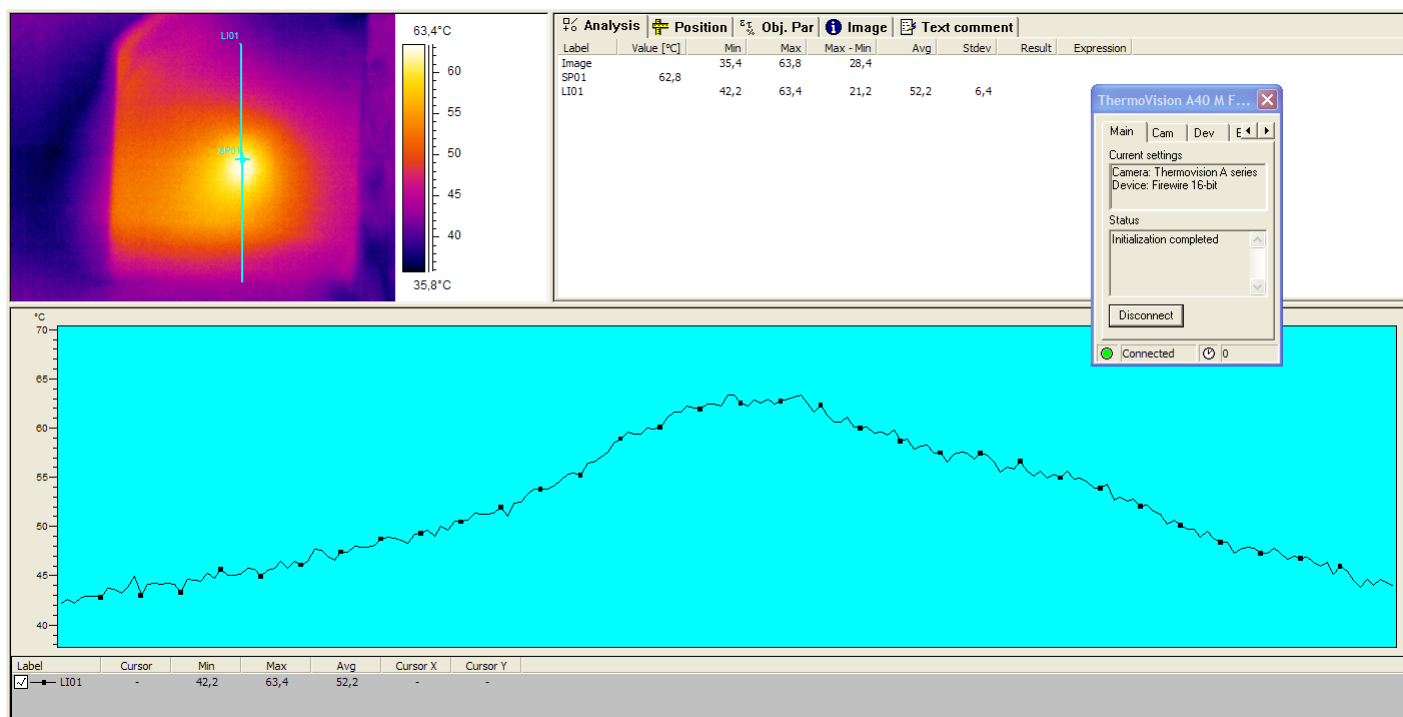 LI01
SP01
63,4°C
60
55
50
45
40
35,8°C
Analysis Position Obj. Par Image Text comment
Label Value [°C] Min Max Max - Min Avg Stdev Result Expression
Image 35,4 63,8 28,4
SP01 62,8
LI01 42,2 63,4 21,2 52,2 6,4
ThermoVision A40 M F...
Main Cam Dev
Current settings
Camera: Thermovision A series
Device: Firewire 16-bit
Status
Initialization completed
Disconnect
Connected 0
°C
70
65
60
55
50
45
40
Label Cursor Min Max Avg Cursor X Cursor Y
LI01 - 42,2 63,4 52,2 - -